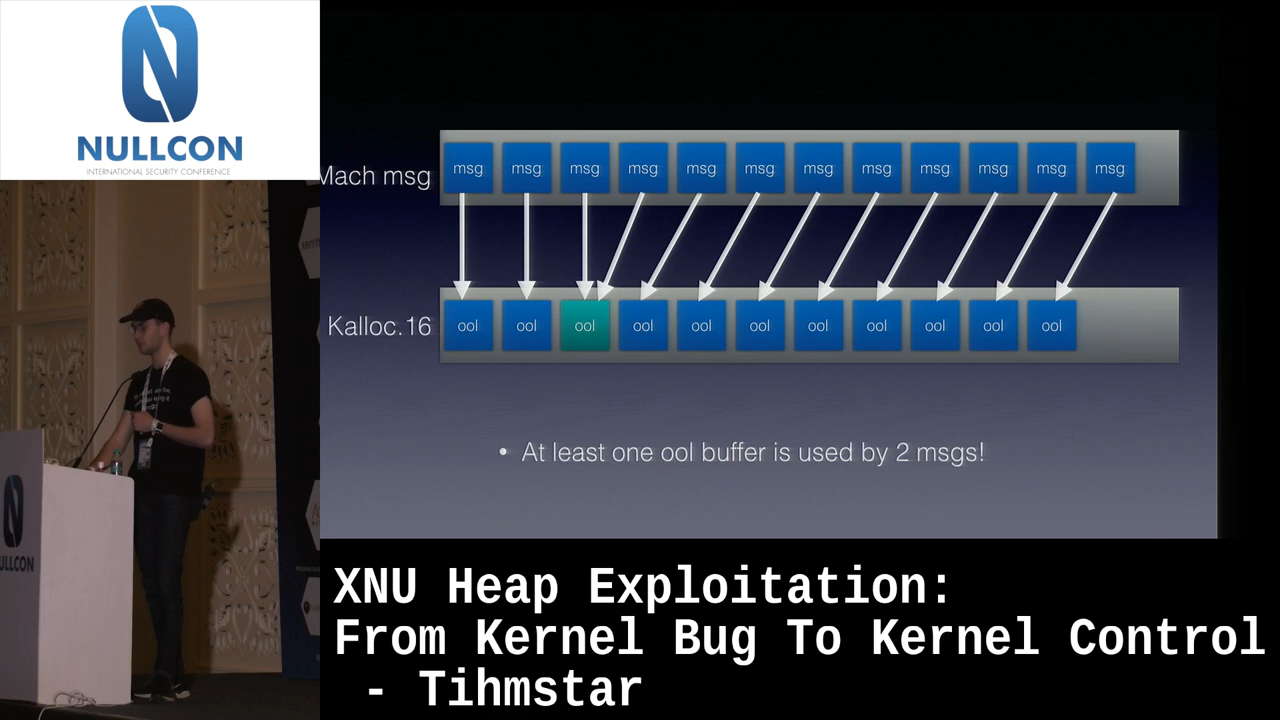 NULLCON
INTERNATIONAL SECURITY CONFERENCE
Mach msg
msg msg msg msg msg msg msg msg msg msg msg msg
Kalloc.16
ool ool ool ool ool ool ool ool ool ool ool
• At least one ool buffer is used by 2 msgs!
NULLCON
XNU Heap Exploitation:
From Kernel Bug To Kernel Control
- Tihmstar